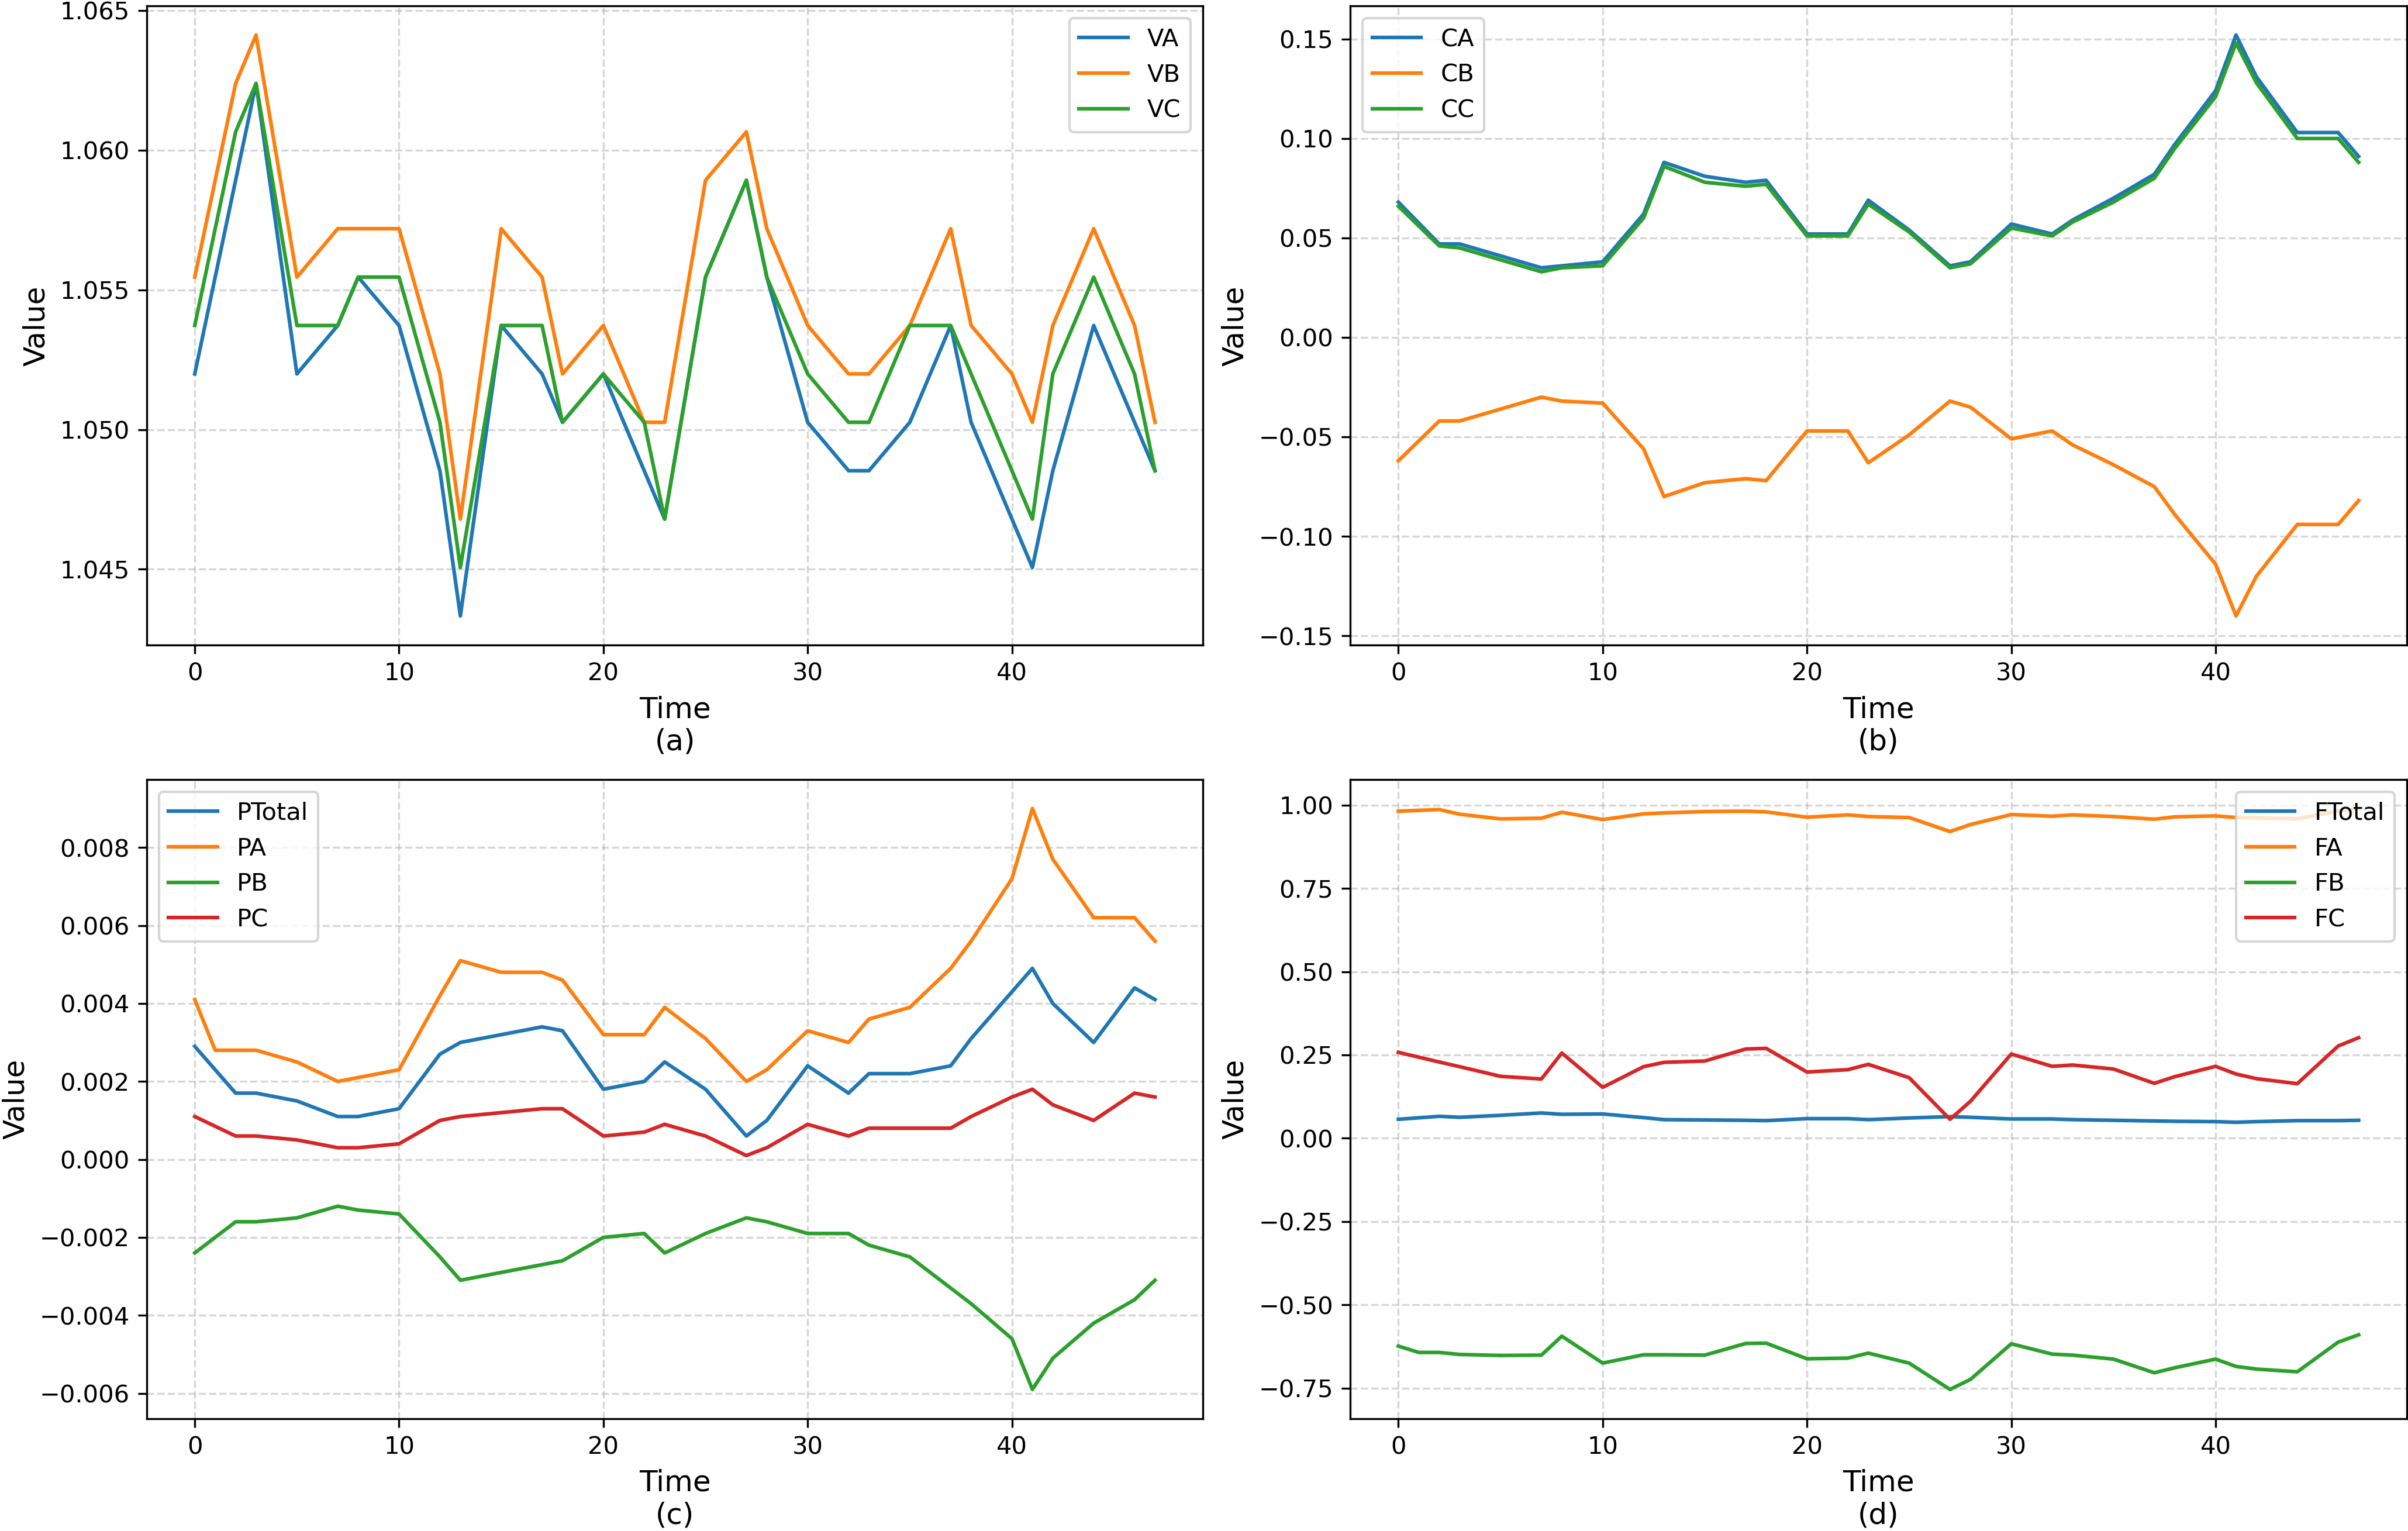 1.065
1.060
1.055
1.050
1.045
Value
VA
VB
VC
0 10 20 30 40
Time
(a)
0.15
0.10
0.05
0.00
−0.05
−0.10
−0.15
Value
CA
CB
CC
0 10 20 30 40
Time
(b)
0.008
0.006
0.004
0.002
0.000
−0.002
−0.004
−0.006
Value
PTotal
PA
PB
PC
0 10 20 30 40
Time
(c)
1.00
0.75
0.50
0.25
0.00
−0.25
−0.50
−0.75
Value
FTotal
FA
FB
FC
0 10 20 30 40
Time
(d)